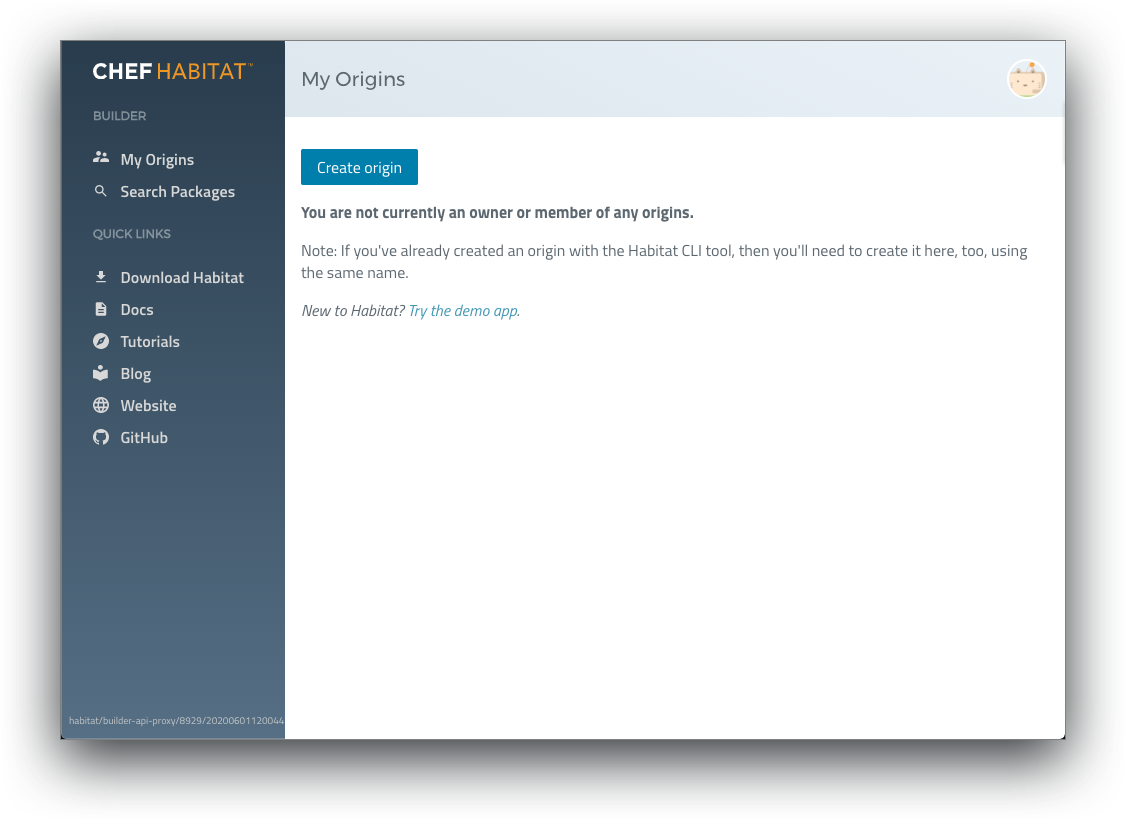 CHEF HABITAT™
BUILDER
My Origins
Search Packages
QUICK LINKS
Download Habitat
Docs
Tutorials
Blog
Website
GitHub
habitat/builder-api-proxy/8929/20200601120044
My Origins
Create origin
You are not currently an owner or member of any origins.
Note: If you've already created an origin with the Habitat CLI tool, then you'll need to create it here, too, using
the same name.
New to Habitat? Try the demo app.